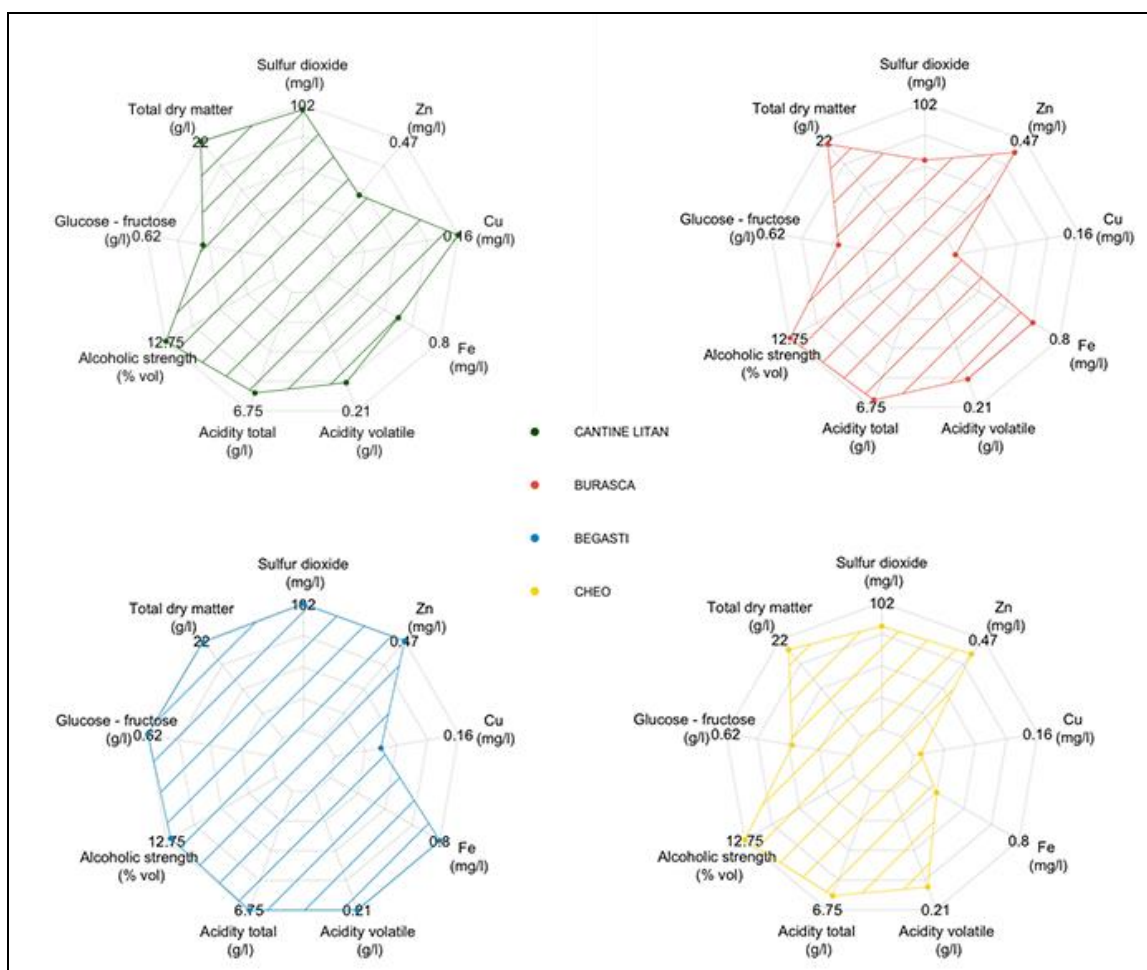 Sulfur dioxide
(mg/l)
102
Zn
(mg/l)
0.47
Cu
(mg/l)
0.16
Fe
(mg/l)
0.8
Acidity volatile
(g/l)
0.21
Acidity total
(g/l)
6.75
Alcoholic strength
(% vol)
12.75
Glucose - fructose
(g/l)
0.62
Total dry matter
(g/l)
22
Sulfur dioxide
(mg/l)
102
Zn
(mg/l)
0.47
Cu
(mg/l)
0.16
Fe
(mg/l)
0.8
Acidity volatile
(g/l)
0.21
Acidity total
(g/l)
6.75
Alcoholic strength
(% vol)
12.75
Glucose - fructose
(g/l)
0.62
Total dry matter
(g/l)
22
CANTINE LITAN
BURASCA
BEGASTI
CHEO
Sulfur dioxide
(mg/l)
102
Zn
(mg/l)
0.47
Cu
(mg/l)
0.16
Fe
(mg/l)
0.8
Acidity volatile
(g/l)
0.21
Acidity total
(g/l)
6.75
Alcoholic strength
(% vol)
12.75
Glucose - fructose
(g/l)
0.62
Total dry matter
(g/l)
22
Sulfur dioxide
(mg/l)
102
Zn
(mg/l)
0.47
Cu
(mg/l)
0.16
Fe
(mg/l)
0.8
Acidity volatile
(g/l)
0.21
Acidity total
(g/l)
6.75
Alcoholic strength
(% vol)
12.75
Glucose - fructose
(g/l)
0.62
Total dry matter
(g/l)
22